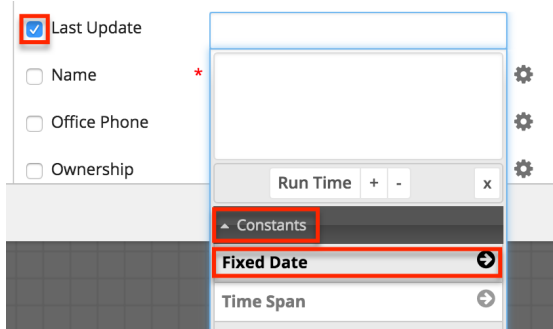 Last Update
Name *
Office Phone
Ownership
Run Time + - x
Constants
Fixed Date
Time Span